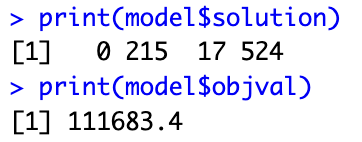 > print(model$solution)
[1]   0 215  17 524
> print(model$objval)
[1] 111683.4